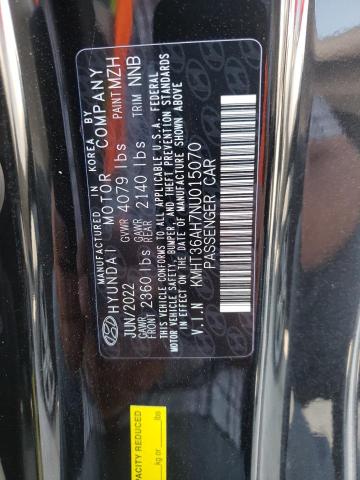 MANUFACTURED IN KOREA BY
HYUNDAI MOTOR COMPANY
JUN/2022 GVWR 4079 lbs PAINT MZH
GAWR FRONT 2360 lbs GAWR REAR 2140 lbs TRIM NNB
THIS VEHICLE CONFORMS TO ALL APPLICABLE U.S.A. FEDERAL
MOTOR VEHICLE SAFETY, BUMPER, AND THEFT PREVENTION STANDARDS
IN EFFECT ON THE DATE OF MANUFACTURE SHOWN ABOVE
V.I.N
PASSENGER CAR
CAPACITY REDUCED
kg or lbs